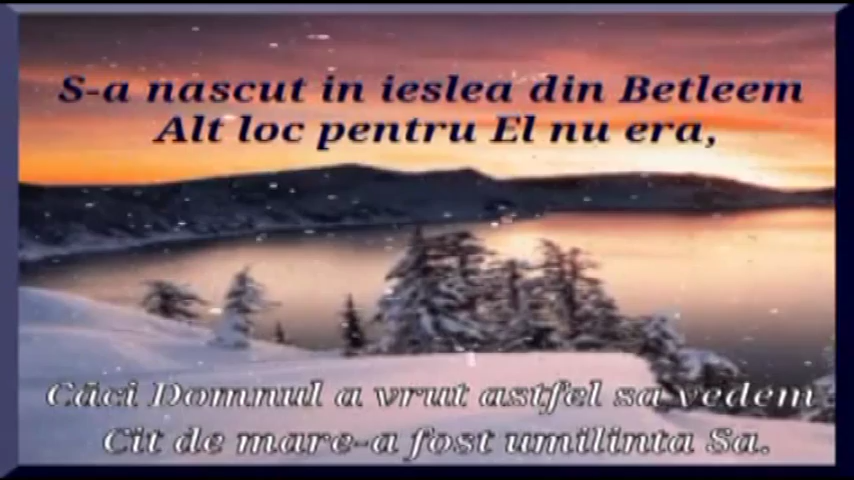 S-a nascut in ieslea din Betleem
Alt loc pentru El nu era,
Căci Domnul a vrut astfel sa vedem
Cit de mare-a fost umilinta Sa.